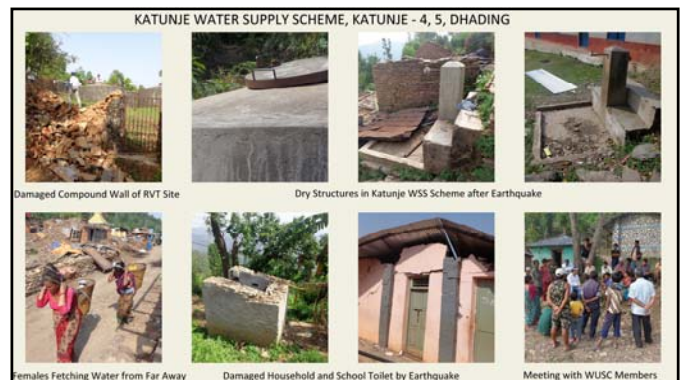 KATUNJE WATER SUPPLY SCHEME, KATUNJE - 4, 5, DHADING
Damaged Compound Wall of RVT Site
Dry Structures in Katunje WSS Scheme after Earthquake
Females Fetching Water from Far Away
Damaged Household and School Toilet by Earthquake
Meeting with WUSC Members